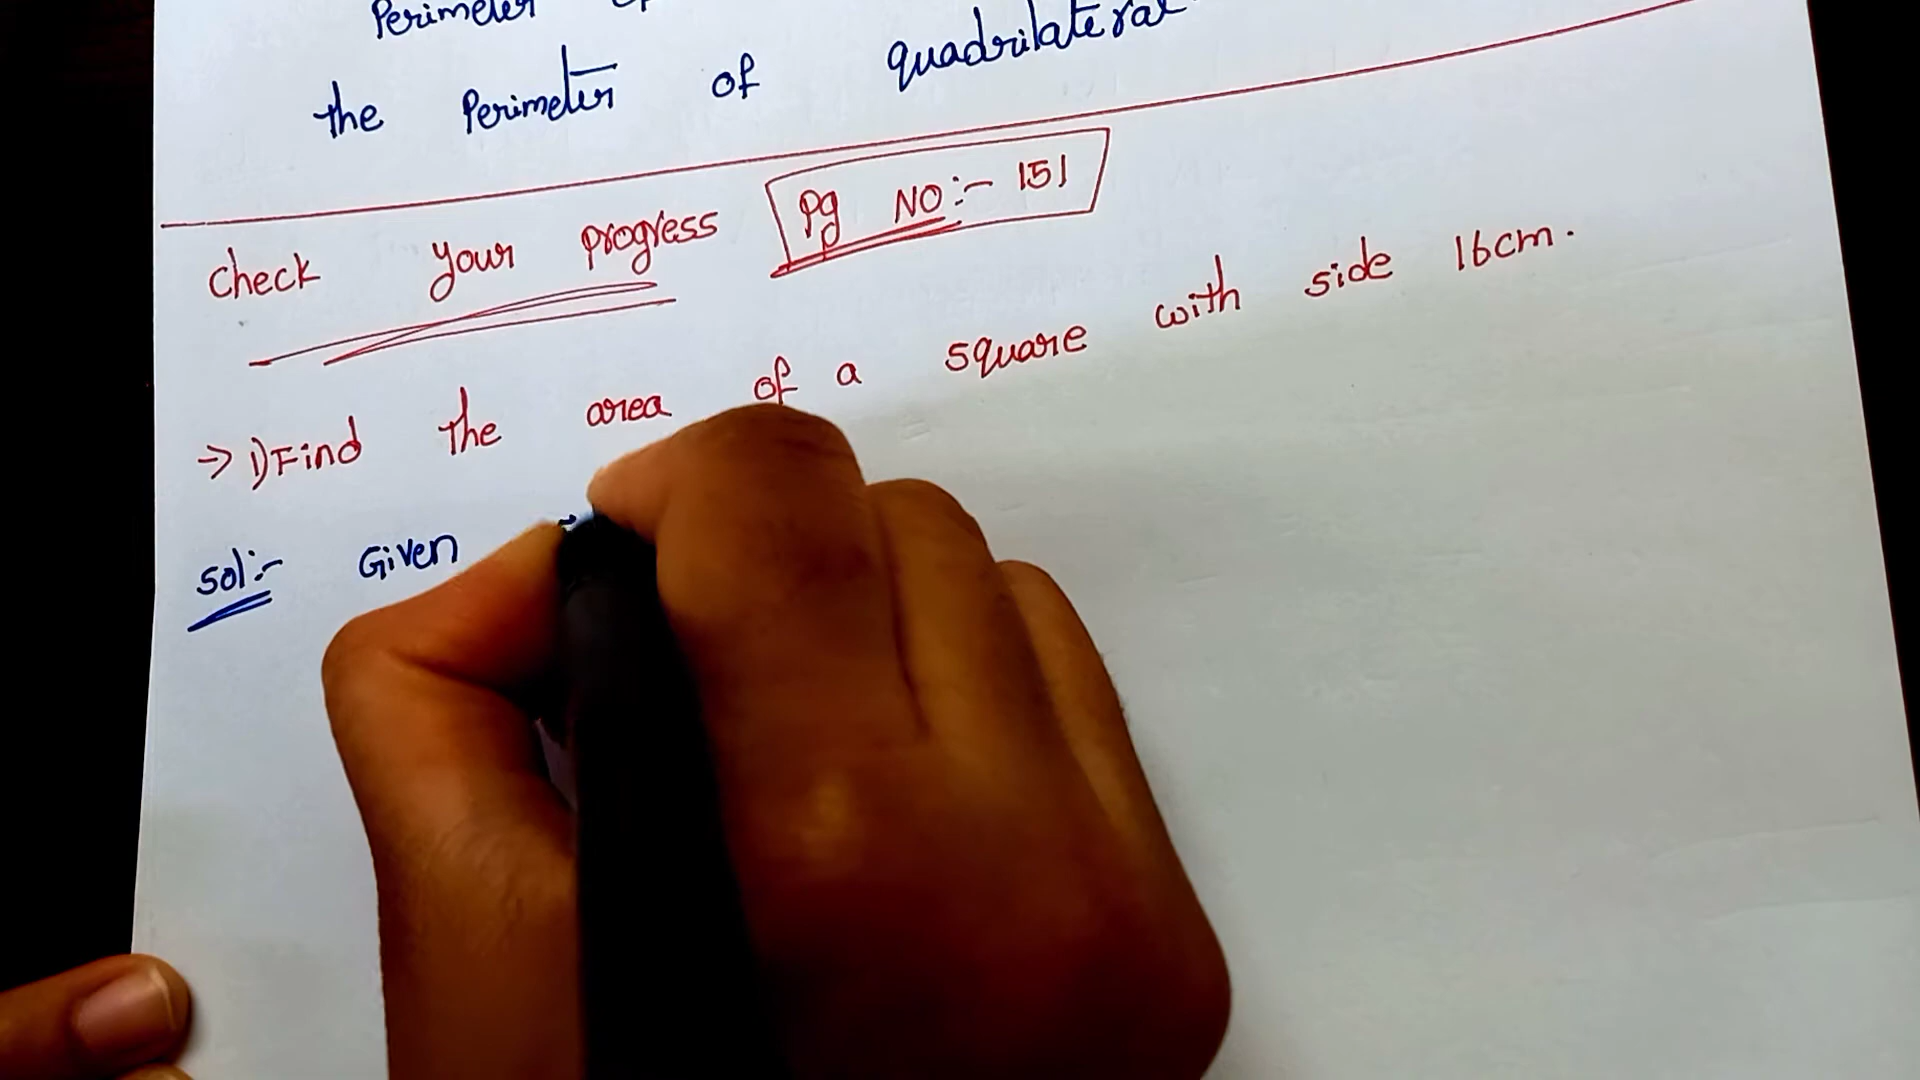 Perimeter
the Perimeter of quadrilateral
Check your progress Pg NO:- 151
→ 1) Find the area of a square with side 16cm.
Sol:- Given